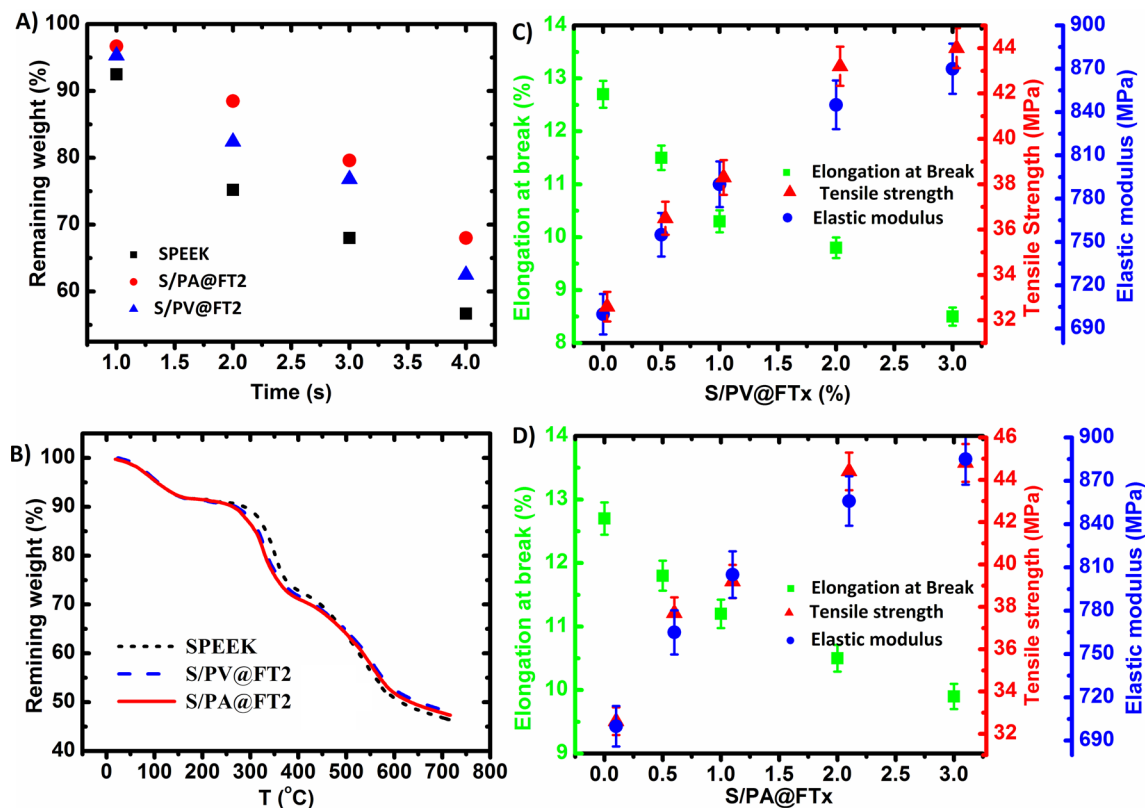 A)
100
90
80
70
60
Remaining weight (%)
SPEEK
S/PA@FT2
S/PV@FT2
1.0 1.5 2.0 2.5 3.0 3.5 4.0
Time (s)
C)
14
13
12
11
10
9
8
Elongation at break (%)
Elongation at Break
Tensile strength
Elastic modulus
0.0 0.5 1.0 1.5 2.0 2.5 3.0
S/PV@FTx (%)
44
42
40
38
36
34
32
Tensile Strength (MPa)
900
870
840
810
780
750
720
690
Elastic modulus (MPa)
B)
100
90
80
70
60
50
40
Remining weight (%)
SPEEK
S/PV@FT2
S/PA@FT2
0 100 200 300 400 500 600 700 800
T (°C)
D)
14
13
12
11
10
9
Elongation at break (%)
Elongation at Break
Tensile strength
Elastic modulus
0.0 0.5 1.0 1.5 2.0 2.5 3.0
S/PA@FTx
46
45
43
42
40
39
38
36
35
33
32
Tensile strength (MPa)
900
870
840
810
780
750
720
690
Elastic modulus (MPa)